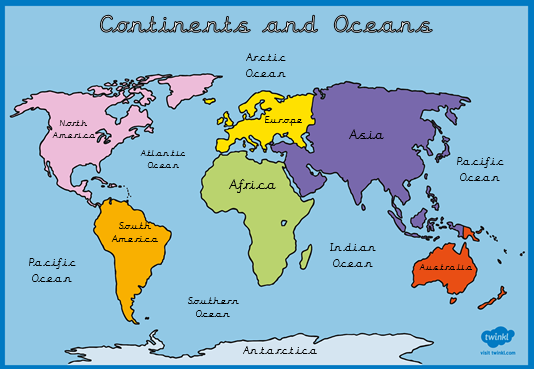 Continents and Oceans
Arctic
Ocean
North
America
Europe
Asia
Atlantic
Ocean
Pacific
Ocean
Africa
South
America
Indian
Ocean
Pacific
Ocean
Australia
Southern
Ocean
Antarctica
twinkl
visit twinkl.com